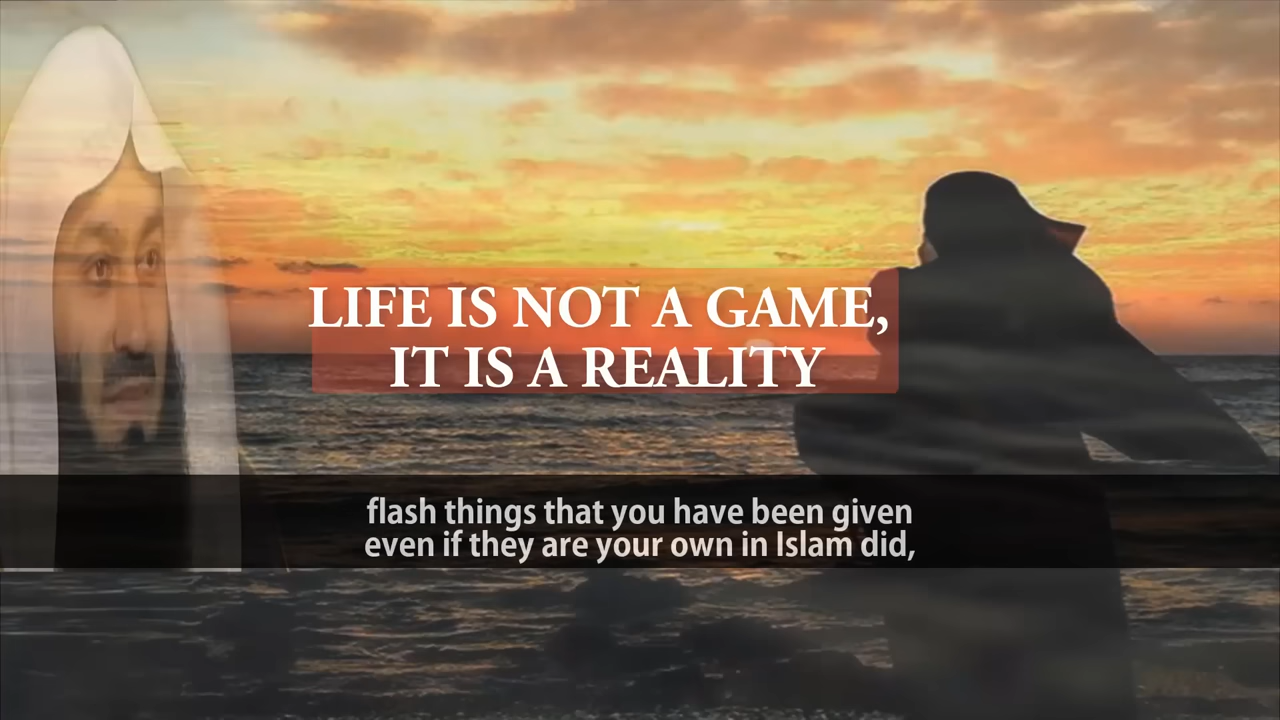 LIFE IS NOT A GAME,
IT IS A REALITY
flash things that you have been given
even if they are your own in Islam did,